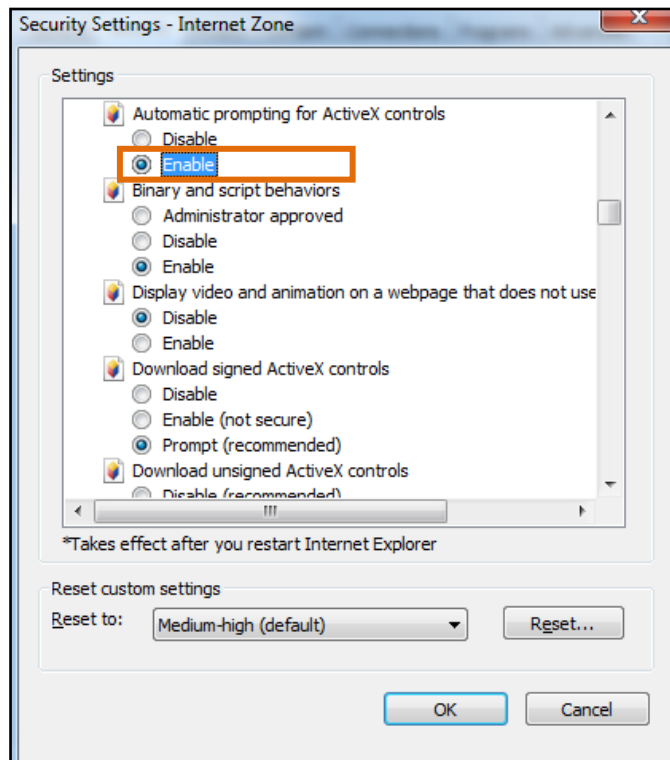 Security Settings - Internet Zone
Settings
Automatic prompting for ActiveX controls
Disable
Enable
Binary and script behaviors
Administrator approved
Disable
Enable
Display video and animation on a webpage that does not use
Disable
Enable
Download signed ActiveX controls
Disable
Enable (not secure)
Prompt (recommended)
Download unsigned ActiveX controls
Disable (recommended)
*Takes effect after you restart Internet Explorer
Reset custom settings
Reset to:
Medium-high (default)
Reset...
OK
Cancel